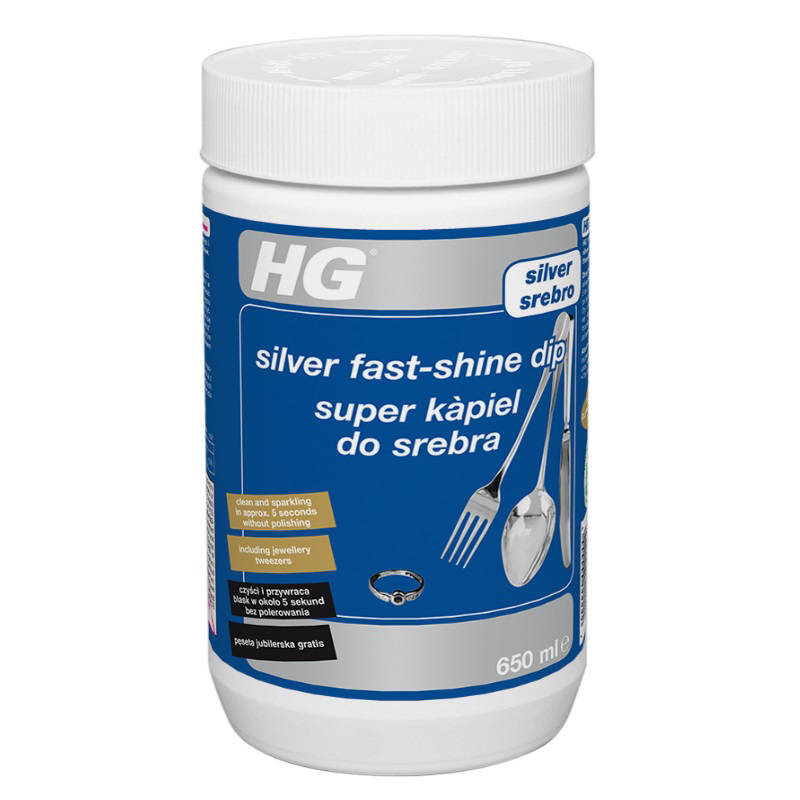 HG®
silver
srebro
silver fast-shine dip
super kàpiel
do srebra
clean and sparkling
in approx. 5 seconds
without polishing
including jewellery
tweezers
czyści i przywraca
blask w około 5 sekund
bez polerowania
pęseta jubilerska gratis
650 ml ℮